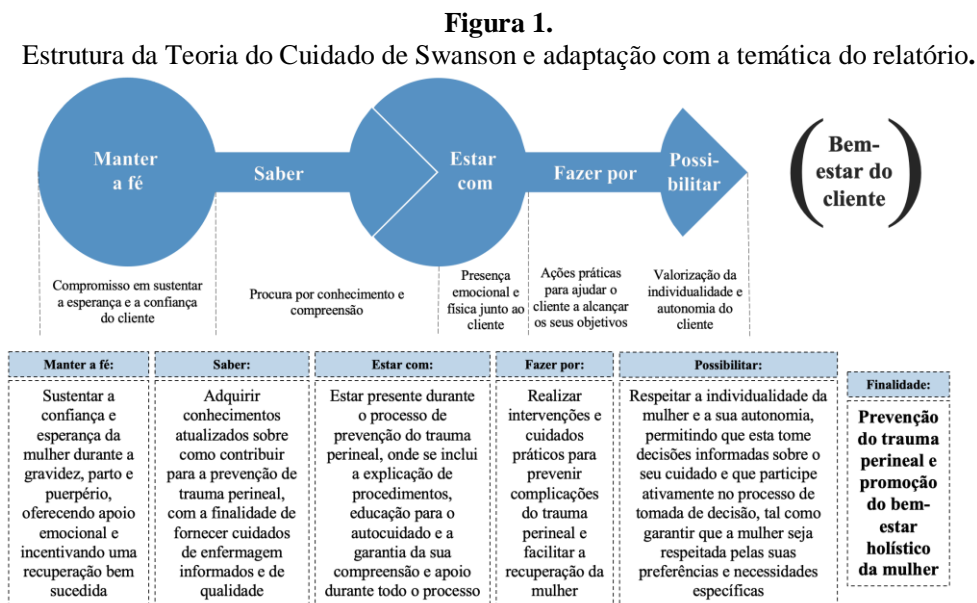 Figura 1.
Estrutura da Teoria do Cuidado de Swanson e adaptação com a temática do relatório.
Manter
a fé
Saber
Estar
com
Fazer por
Possi-
bilitar
Bem-
estar do
cliente
Compromisso em sustentar
a esperança e a confiança
do cliente
Procura por conhecimento e
compreensão
Presença
emocional e
física junto ao
cliente
Ações práticas
para ajudar o
cliente a alcançar
os seus objetivos
Valorização da
individualidade e
autonomia do
cliente
Manter a fé:
Sustentar a
confiança e
esperança da
mulher durante a
gravidez, parto e
puerpério,
oferecendo apoio
emocional e
incentivando uma
recuperação bem
sucedida
Saber:
Adquirir
conhecimentos
atualizados sobre
como contribuir
para a prevenção de
trauma perineal,
com a finalidade de
fornecer cuidados
de enfermagem
informados e de
qualidade
Estar com:
Estar presente durante
o processo de
prevenção do trauma
perineal, onde se inclui
a explicação de
procedimentos,
educação para o
autocuidado e a
garantia da sua
compreensão e apoio
durante todo o processo
Fazer por:
Realizar
intervenções e
cuidados
práticos para
prevenir
complicações
do trauma
perineal e
facilitar a
recuperação da
mulher
Possibilitar:
Respeitar a individualidade da
mulher e a sua autonomia,
permitindo que esta tome
decisões informadas sobre o
seu cuidado e que participe
ativamente no processo de
tomada de decisão, tal como
garantir que a mulher seja
respeitada pelas suas
preferências e necessidades
específicas
Finalidade:
Prevenção
do trauma
perineal e
promoção
do bem-
estar
holístico
da mulher